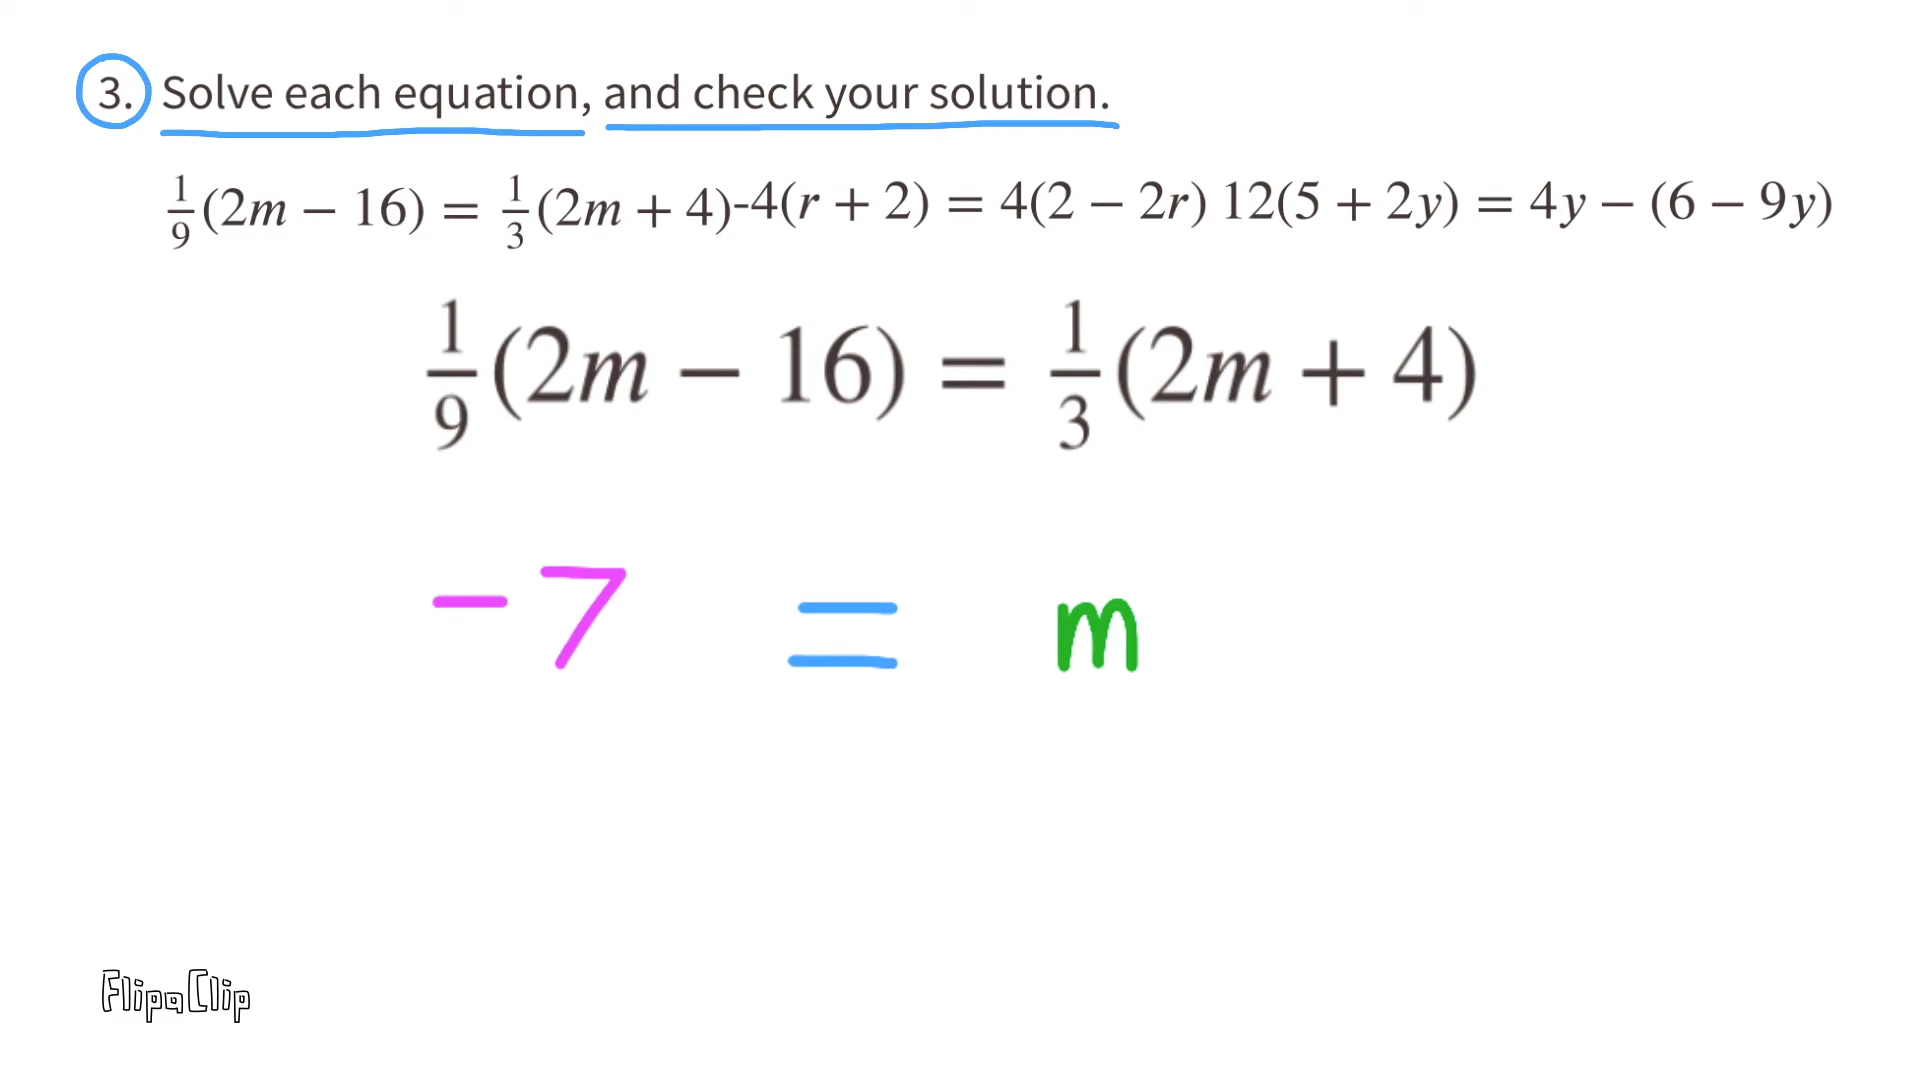 3. Solve each equation, and check your solution.
1/9(2m − 16) = 1/3(2m + 4)-4(r + 2) = 4(2 − 2r) 12(5 + 2y) = 4y − (6 − 9y)
1/9(2m − 16) = 1/3(2m + 4)
−7 = m
FlipaClip